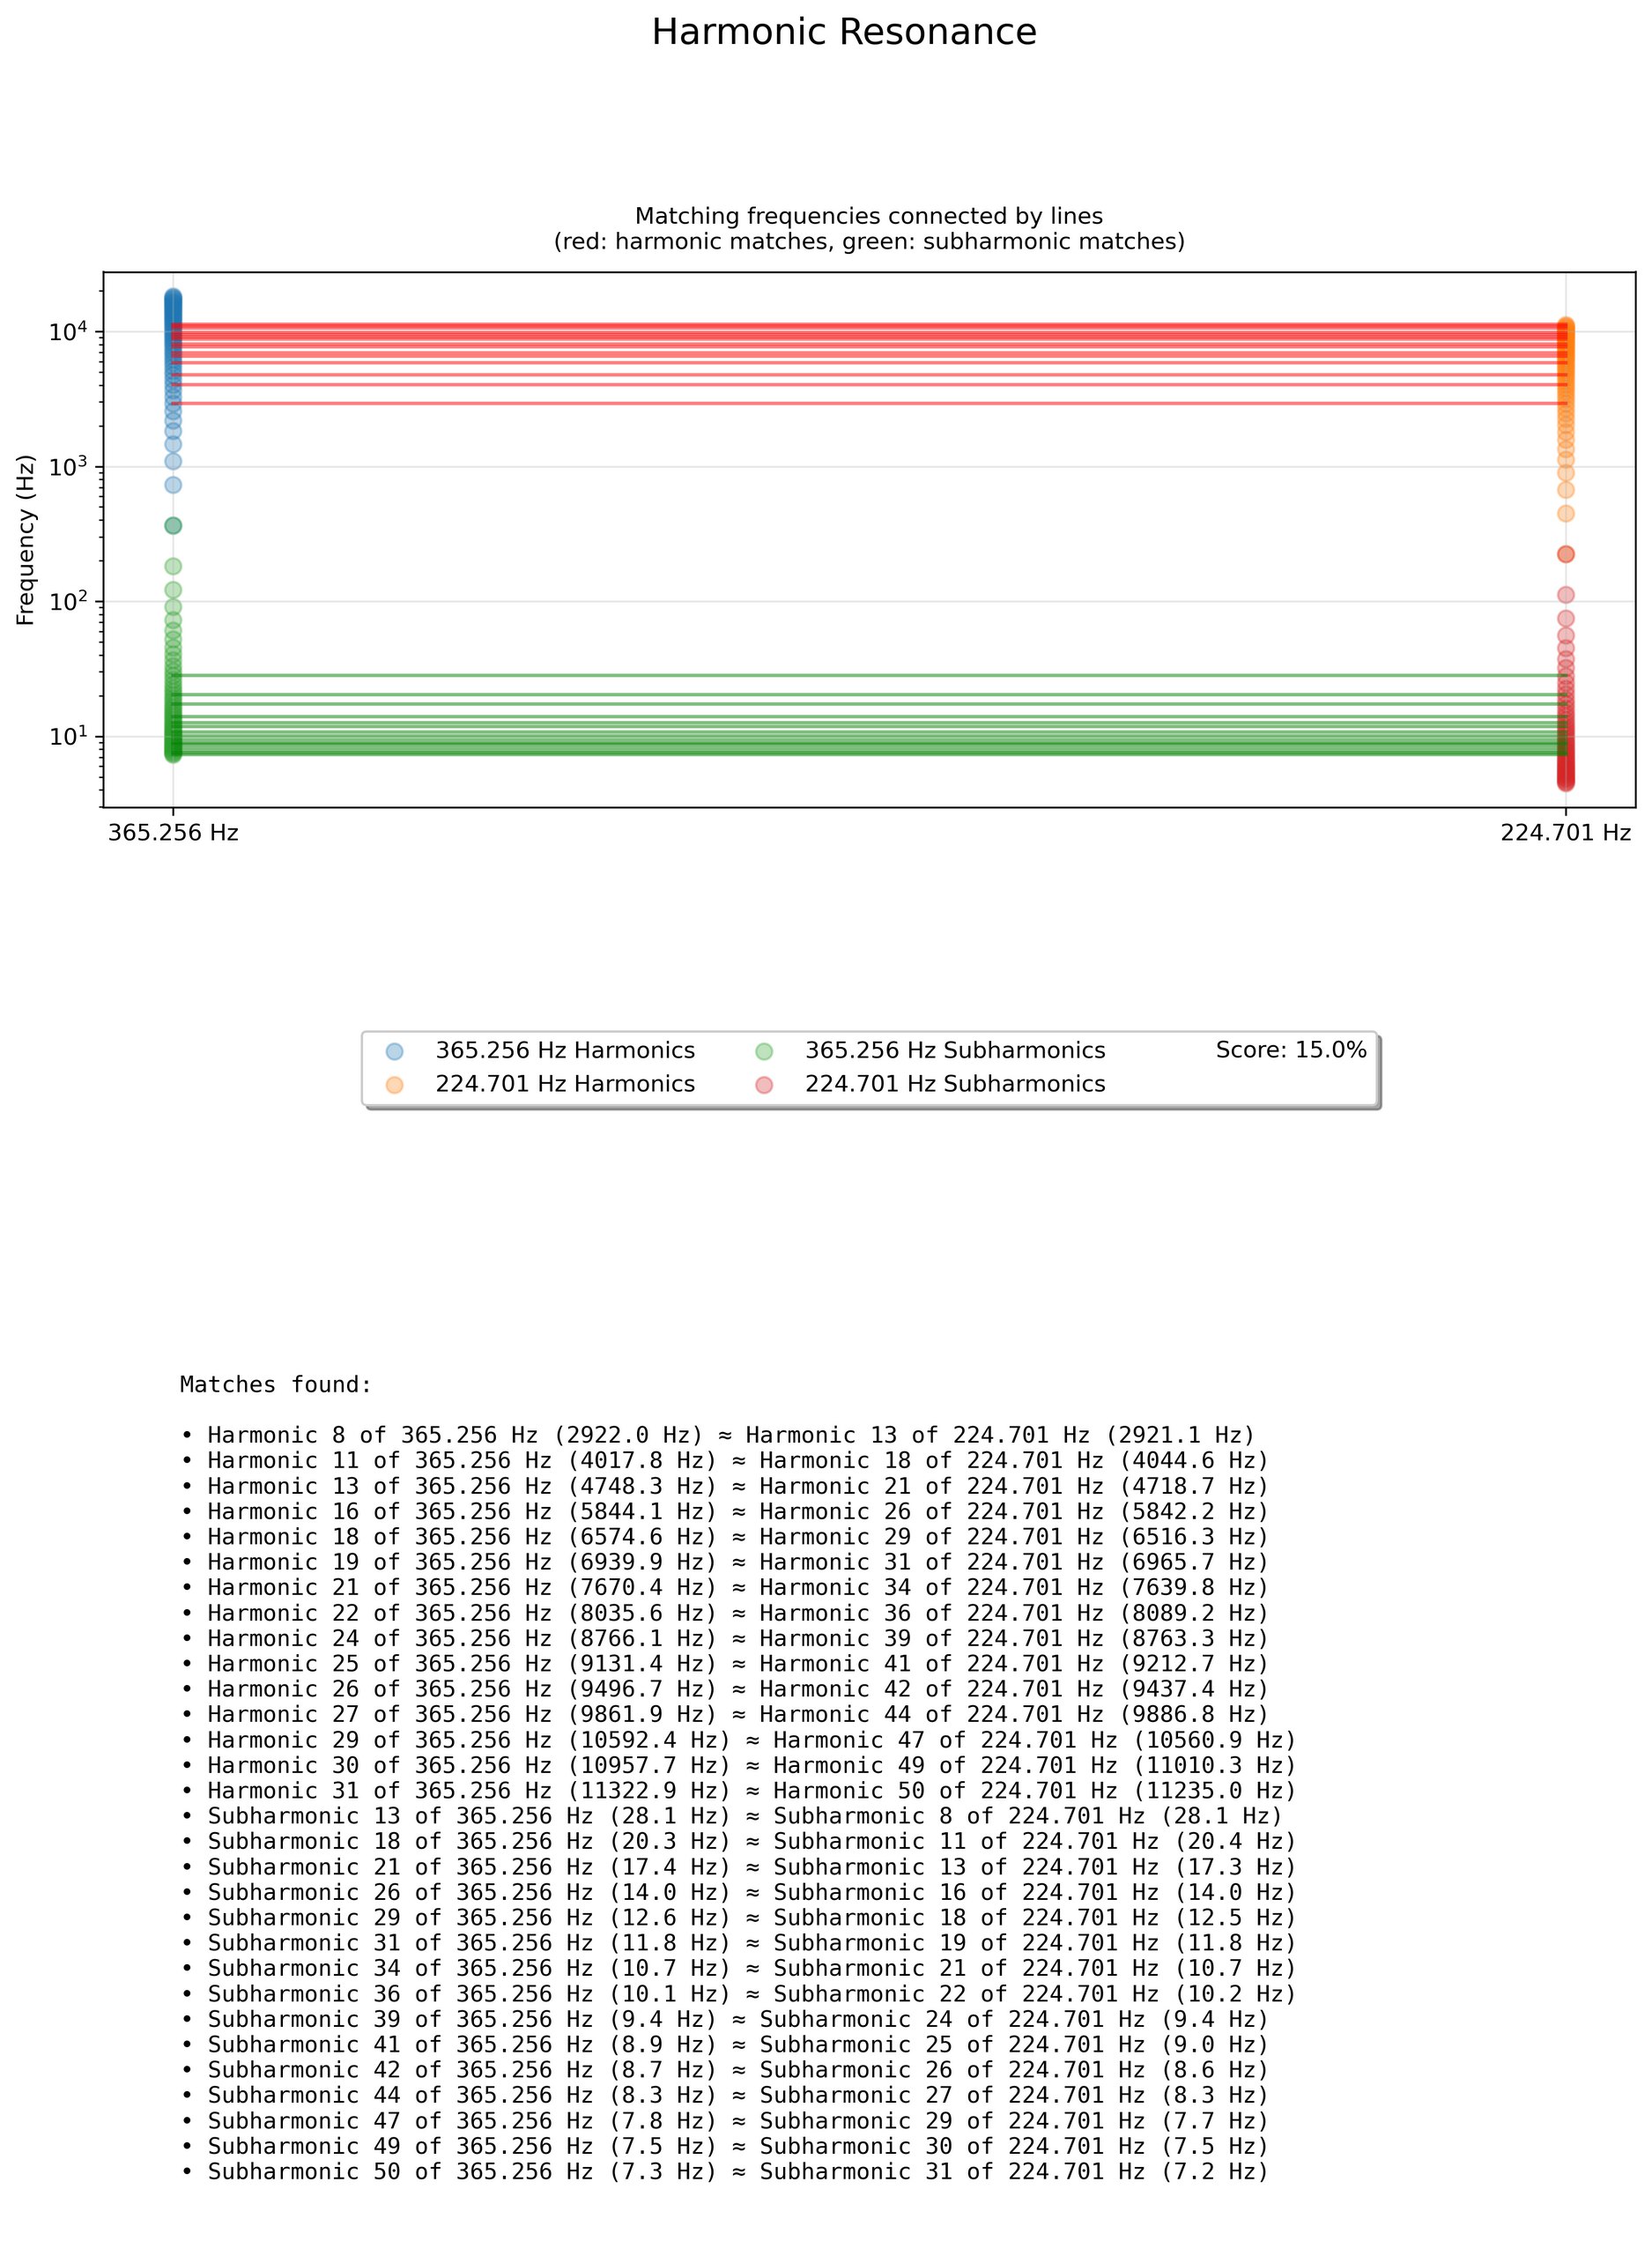 Harmonic Resonance
Matching frequencies connected by lines
(red: harmonic matches, green: subharmonic matches)
Frequency (Hz)
10⁴
10³
10²
10¹
365.256 Hz
224.701 Hz
365.256 Hz Harmonics
224.701 Hz Harmonics
365.256 Hz Subharmonics
224.701 Hz Subharmonics
Score: 15.0%
Matches found:
• Harmonic 8 of 365.256 Hz (2922.0 Hz) ≈ Harmonic 13 of 224.701 Hz (2921.1 Hz)
• Harmonic 11 of 365.256 Hz (4017.8 Hz) ≈ Harmonic 18 of 224.701 Hz (4044.6 Hz)
• Harmonic 13 of 365.256 Hz (4748.3 Hz) ≈ Harmonic 21 of 224.701 Hz (4718.7 Hz)
• Harmonic 16 of 365.256 Hz (5844.1 Hz) ≈ Harmonic 26 of 224.701 Hz (5842.2 Hz)
• Harmonic 18 of 365.256 Hz (6574.6 Hz) ≈ Harmonic 29 of 224.701 Hz (6516.3 Hz)
• Harmonic 19 of 365.256 Hz (6939.9 Hz) ≈ Harmonic 31 of 224.701 Hz (6965.7 Hz)
• Harmonic 21 of 365.256 Hz (7670.4 Hz) ≈ Harmonic 34 of 224.701 Hz (7639.8 Hz)
• Harmonic 22 of 365.256 Hz (8035.6 Hz) ≈ Harmonic 36 of 224.701 Hz (8089.2 Hz)
• Harmonic 24 of 365.256 Hz (8766.1 Hz) ≈ Harmonic 39 of 224.701 Hz (8763.3 Hz)
• Harmonic 25 of 365.256 Hz (9131.4 Hz) ≈ Harmonic 41 of 224.701 Hz (9212.7 Hz)
• Harmonic 26 of 365.256 Hz (9496.7 Hz) ≈ Harmonic 42 of 224.701 Hz (9437.4 Hz)
• Harmonic 27 of 365.256 Hz (9861.9 Hz) ≈ Harmonic 44 of 224.701 Hz (9886.8 Hz)
• Harmonic 29 of 365.256 Hz (10592.4 Hz) ≈ Harmonic 47 of 224.701 Hz (10560.9 Hz)
• Harmonic 30 of 365.256 Hz (10957.7 Hz) ≈ Harmonic 49 of 224.701 Hz (11010.3 Hz)
• Harmonic 31 of 365.256 Hz (11322.9 Hz) ≈ Harmonic 50 of 224.701 Hz (11235.0 Hz)
• Subharmonic 13 of 365.256 Hz (28.1 Hz) ≈ Subharmonic 8 of 224.701 Hz (28.1 Hz)
• Subharmonic 18 of 365.256 Hz (20.3 Hz) ≈ Subharmonic 11 of 224.701 Hz (20.4 Hz)
• Subharmonic 21 of 365.256 Hz (17.4 Hz) ≈ Subharmonic 13 of 224.701 Hz (17.3 Hz)
• Subharmonic 26 of 365.256 Hz (14.0 Hz) ≈ Subharmonic 16 of 224.701 Hz (14.0 Hz)
• Subharmonic 29 of 365.256 Hz (12.6 Hz) ≈ Subharmonic 18 of 224.701 Hz (12.5 Hz)
• Subharmonic 31 of 365.256 Hz (11.8 Hz) ≈ Subharmonic 19 of 224.701 Hz (11.8 Hz)
• Subharmonic 34 of 365.256 Hz (10.7 Hz) ≈ Subharmonic 21 of 224.701 Hz (10.7 Hz)
• Subharmonic 36 of 365.256 Hz (10.1 Hz) ≈ Subharmonic 22 of 224.701 Hz (10.2 Hz)
• Subharmonic 39 of 365.256 Hz (9.4 Hz) ≈ Subharmonic 24 of 224.701 Hz (9.4 Hz)
• Subharmonic 41 of 365.256 Hz (8.9 Hz) ≈ Subharmonic 25 of 224.701 Hz (9.0 Hz)
• Subharmonic 42 of 365.256 Hz (8.7 Hz) ≈ Subharmonic 26 of 224.701 Hz (8.6 Hz)
• Subharmonic 44 of 365.256 Hz (8.3 Hz) ≈ Subharmonic 27 of 224.701 Hz (8.3 Hz)
• Subharmonic 47 of 365.256 Hz (7.8 Hz) ≈ Subharmonic 29 of 224.701 Hz (7.7 Hz)
• Subharmonic 49 of 365.256 Hz (7.5 Hz) ≈ Subharmonic 30 of 224.701 Hz (7.5 Hz)
• Subharmonic 50 of 365.256 Hz (7.3 Hz) ≈ Subharmonic 31 of 224.701 Hz (7.2 Hz)